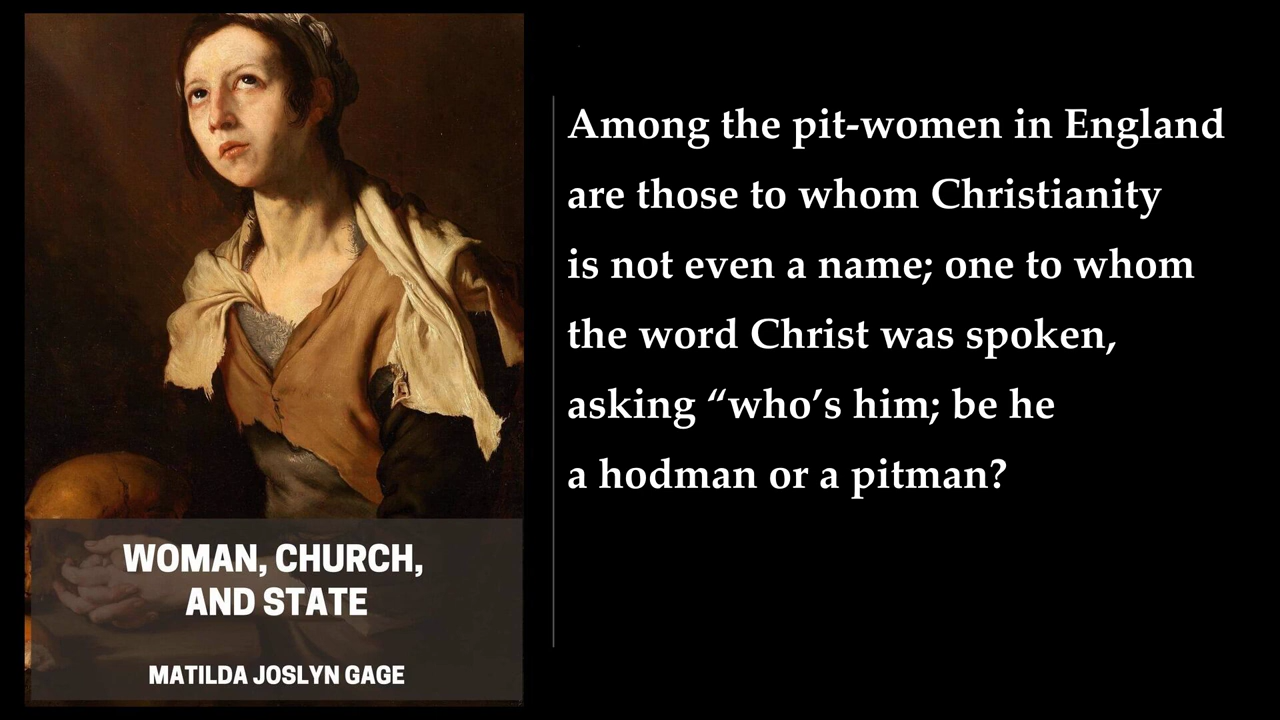 WOMAN, CHURCH,
AND STATE
MATILDA JOSLYN GAGE
Among the pit-women in England
are those to whom Christianity
is not even a name; one to whom
the word Christ was spoken,
asking “who’s him; be he
a hodman or a pitman?